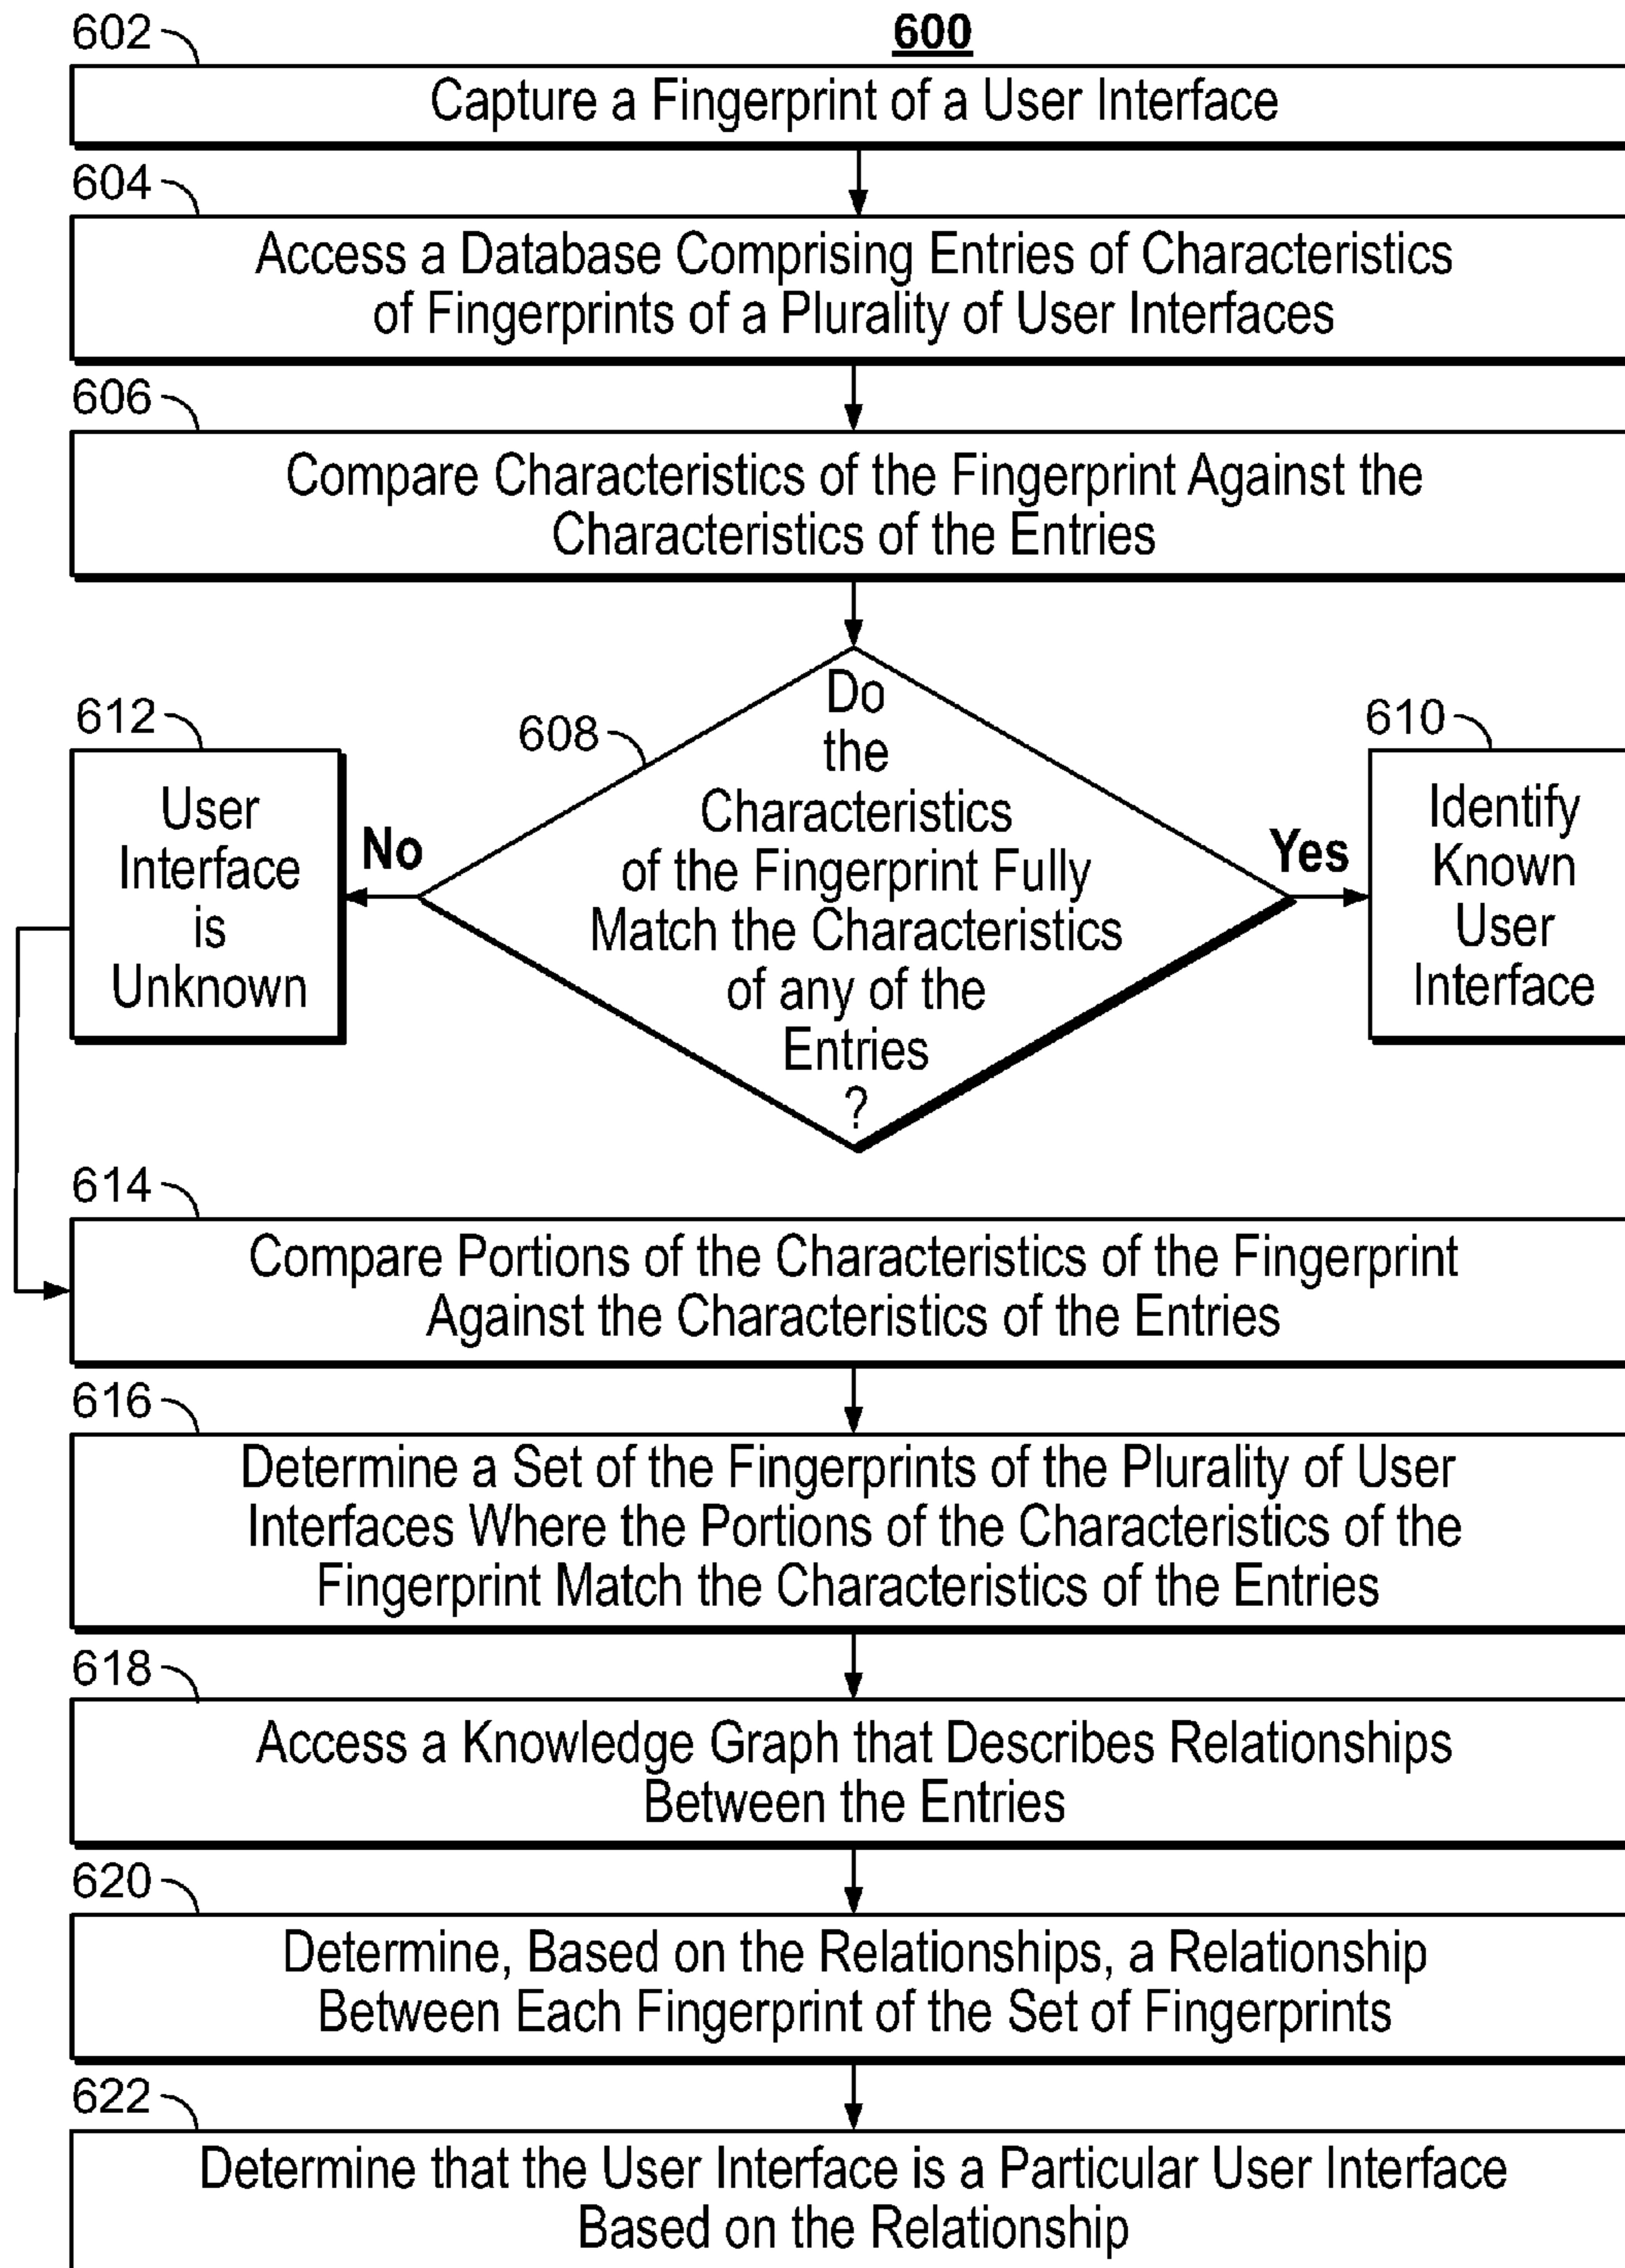 600
602
Capture a Fingerprint of a User Interface
604
Access a Database Comprising Entries of Characteristics
of Fingerprints of a Plurality of User Interfaces
606
Compare Characteristics of the Fingerprint Against the
Characteristics of the Entries
608
Do
the
Characteristics
of the Fingerprint Fully
Match the Characteristics
of any of the
Entries
?
No
Yes
612
User
Interface
is
Unknown
610
Identify
Known
User
Interface
614
Compare Portions of the Characteristics of the Fingerprint
Against the Characteristics of the Entries
616
Determine a Set of the Fingerprints of the Plurality of User
Interfaces Where the Portions of the Characteristics of the
Fingerprint Match the Characteristics of the Entries
618
Access a Knowledge Graph that Describes Relationships
Between the Entries
620
Determine, Based on the Relationships, a Relationship
Between Each Fingerprint of the Set of Fingerprints
622
Determine that the User Interface is a Particular User Interface
Based on the Relationship